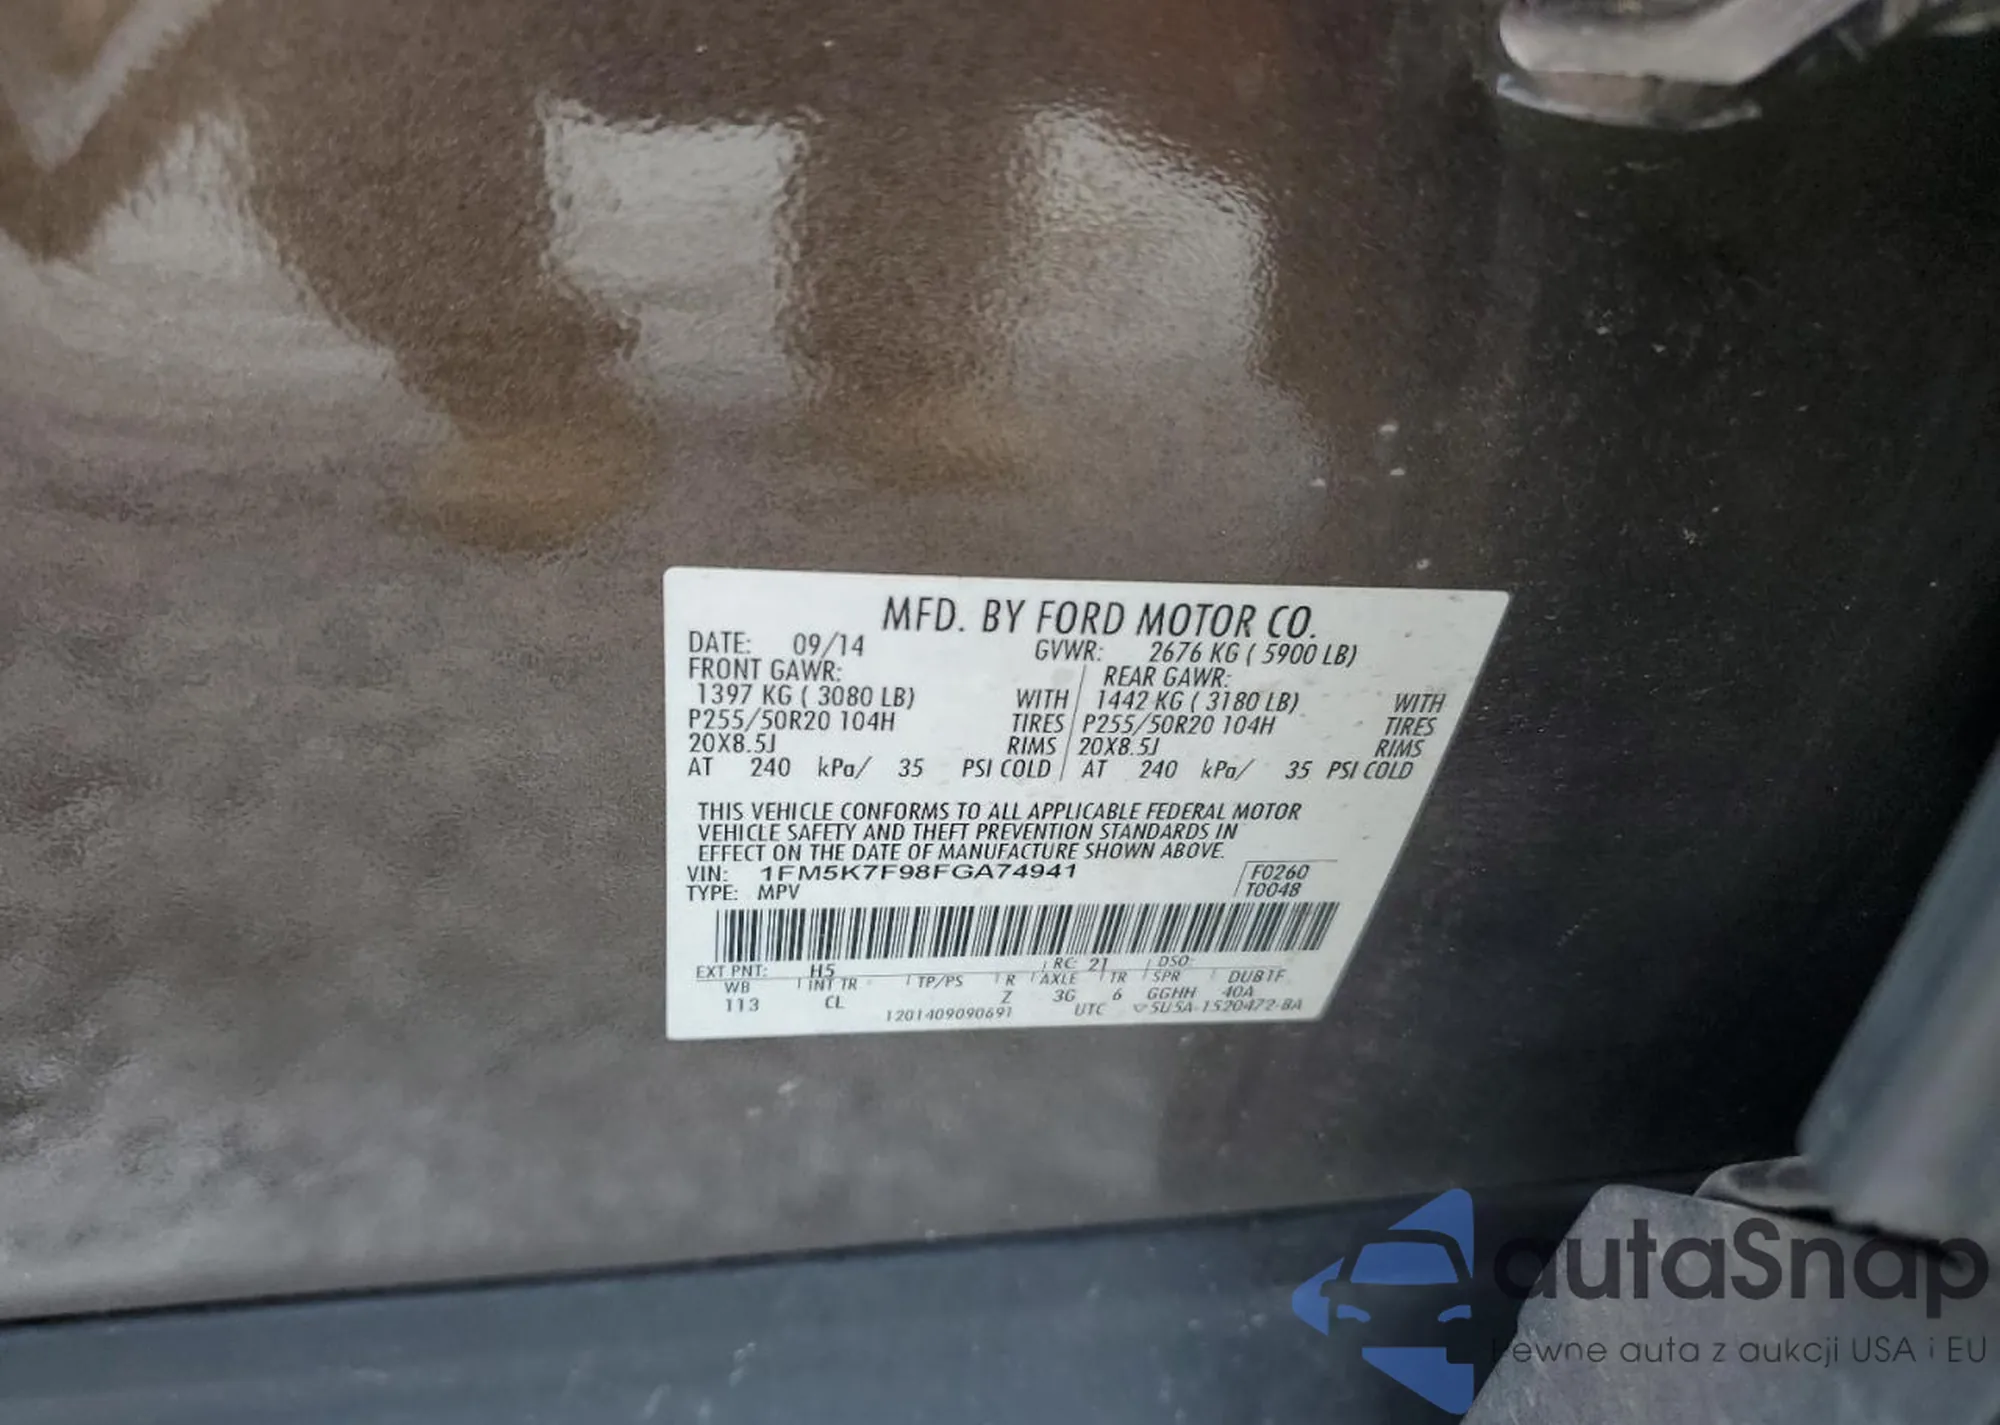 MFD. BY FORD MOTOR CO.
DATE: 09/14 GVWR: 2676 KG ( 5900 LB)
FRONT GAWR: REAR GAWR:
1397 KG ( 3080 LB) WITH 1442 KG ( 3180 LB) WITH
P255/50R20 104H TIRES P255/50R20 104H TIRES
20X8.5J RIMS 20X8.5J RIMS
AT 240 kPa/ 35 PSI COLD AT 240 kPa/ 35 PSI COLD
THIS VEHICLE CONFORMS TO ALL APPLICABLE FEDERAL MOTOR
VEHICLE SAFETY AND THEFT PREVENTION STANDARDS IN
EFFECT ON THE DATE OF MANUFACTURE SHOWN ABOVE.
VIN: 1FM5K7F98FGA74941 F0260
TYPE: MPV T0048
EXT PNT: H5 RC: 21 DSO:
WB INT TR TP/PS R AXLE TR SPR DUB1F
113 CL Z 3G 6 GGHH 40A
1201409090691 UTC 5U5A-1520472-BA
autaSnap
Pewne auta z aukcji USA i EU